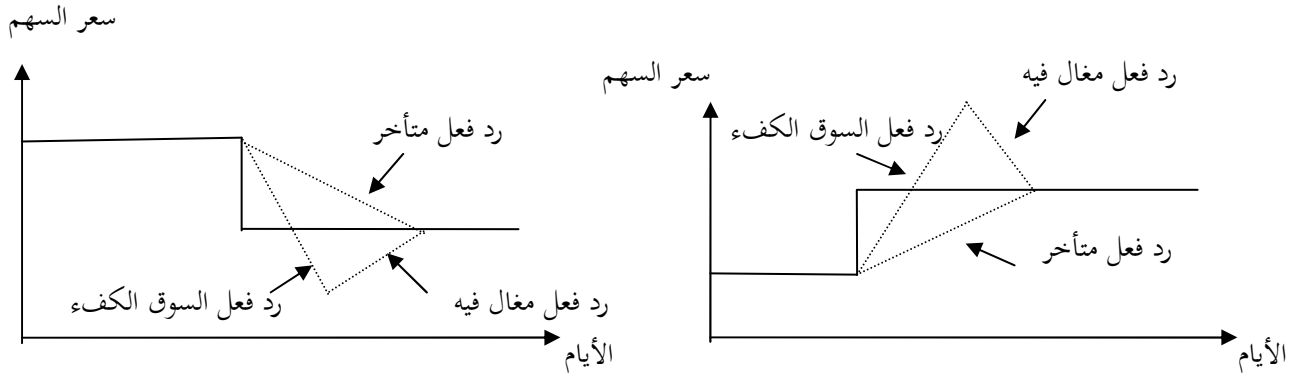 سعر السهم
رد فعل مغال فيه
سعر السهم
رد فعل السوق الكفء
رد فعل متأخر
رد فعل متأخر
رد فعل مغال فيه
رد فعل السوق الكفء
الأيام
الأيام